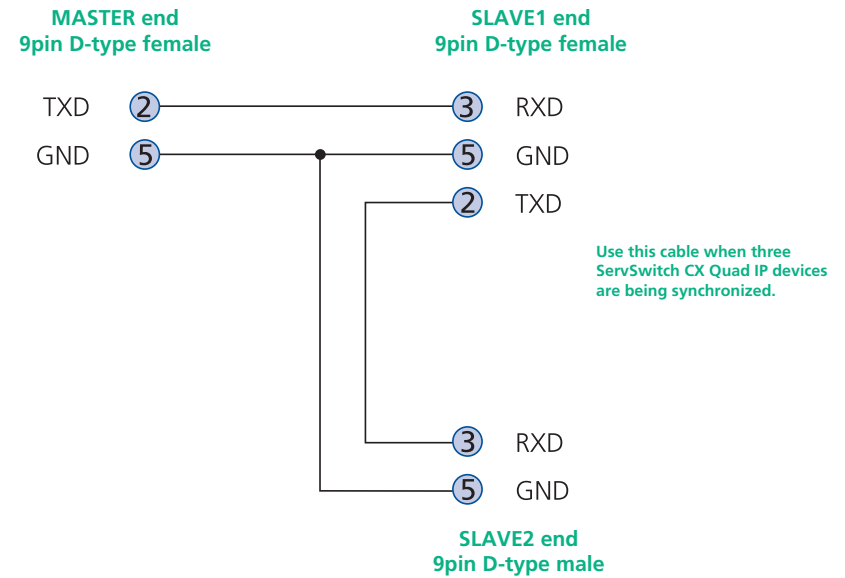 MASTER end
9pin D-type female
SLAVE1 end
9pin D-type female
TXD 2 3 RXD
GND 5 5 GND
2 TXD
Use this cable when three
ServSwitch CX Quad IP devices
are being synchronized.
3 RXD
5 GND
SLAVE2 end
9pin D-type male